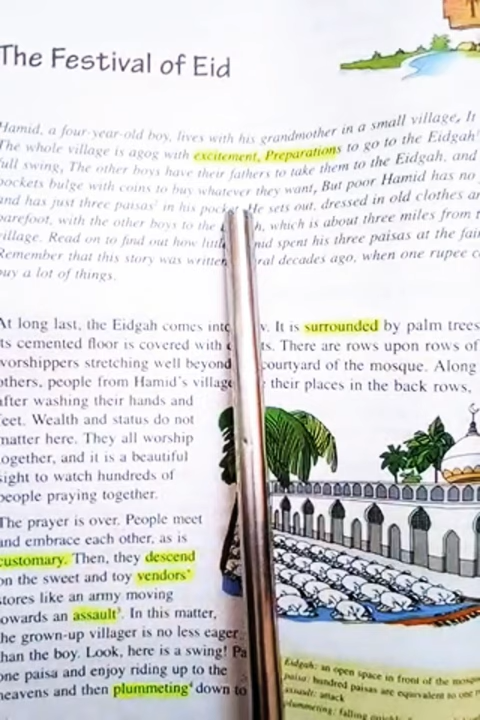 The Festival of Eid
Hamid, a four-year-old boy, lives with his grandmother in a small village, It
The whole village is agog with excitement, Preparations to go to the Eidgah
full swing, The other boys have their fathers to take them to the Eidgah, and
pockets bulge with coins to buy whatever they want, But poor Hamid has no
and has just three paisas² in his pocket He sets out, dressed in old clothes an
barefoot, with the other boys to the h, which is about three miles from t
village. Read on to find out how littl nd spent his three paisas at the fair
Remember that this story was written ral decades ago, when one rupee c
buy a lot of things.
At long last, the Eidgah comes into v. It is surrounded by palm trees
its cemented floor is covered with ts. There are rows upon rows of
worshippers stretching well beyond courtyard of the mosque. Along
others, people from Hamid's village their places in the back rows,
after washing their hands and
feet. Wealth and status do not
matter here. They all worship
together, and it is a beautiful
sight to watch hundreds of
people praying together.
The prayer is over. People meet
and embrace each other, as is
customary. Then, they descend
on the sweet and toy vendors'
stores like an army moving
towards an assault³. In this matter,
the grown-up villager is no less eager
than the boy. Look, here is a swing! Pa
one paisa and enjoy riding up to the
heavens and then plummeting⁴ down to
Eidgah: an open space in front of the mosque
paisa: hundred paisas are equivalent to one r
assault: attack
plummeting: falling quickly